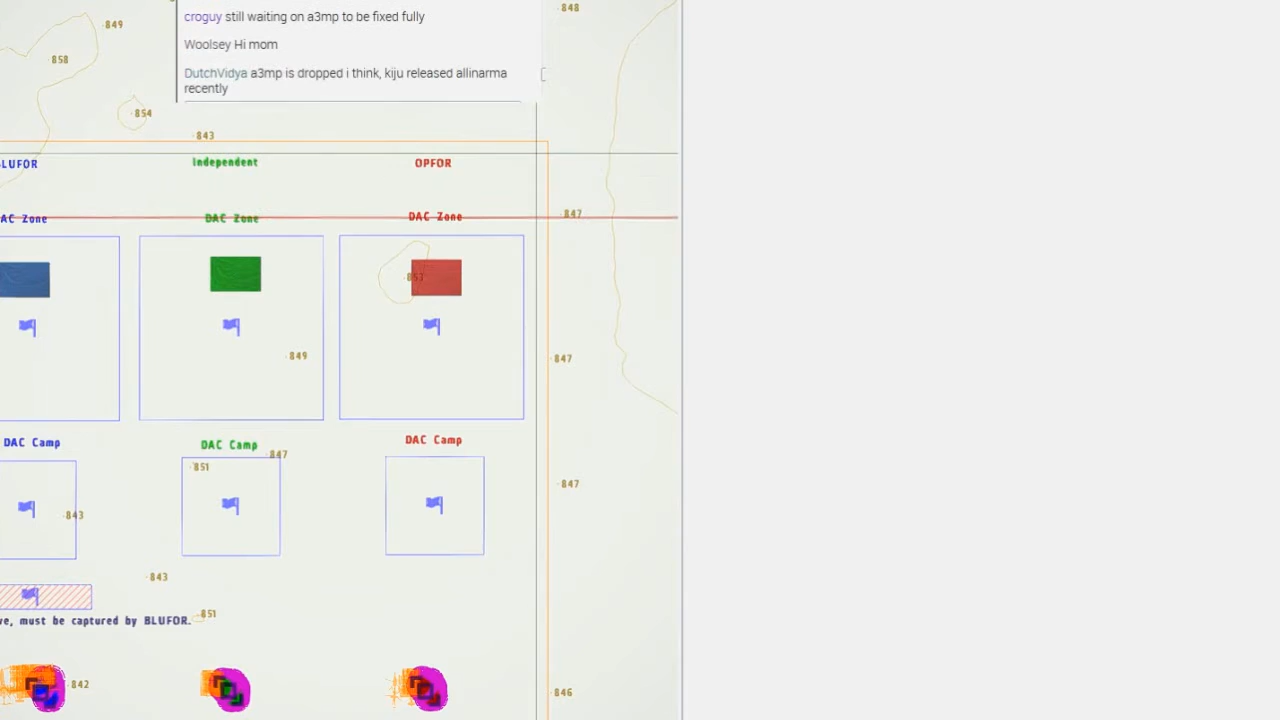 848
croguy still waiting on a3mp to be fixed fully
849
Woolsey Hi mom
858
DutchVidya a3mp is dropped i think, kiju released allinarma
recently
854
843
BLUFOR
Independent
OPFOR
847
AC Zone
DAC Zone
DAC Zone
849
847
DAC Camp
DAC Camp
DAC Camp
847
851
847
843
843
851
ve, must be captured by BLUFOR.
842
846